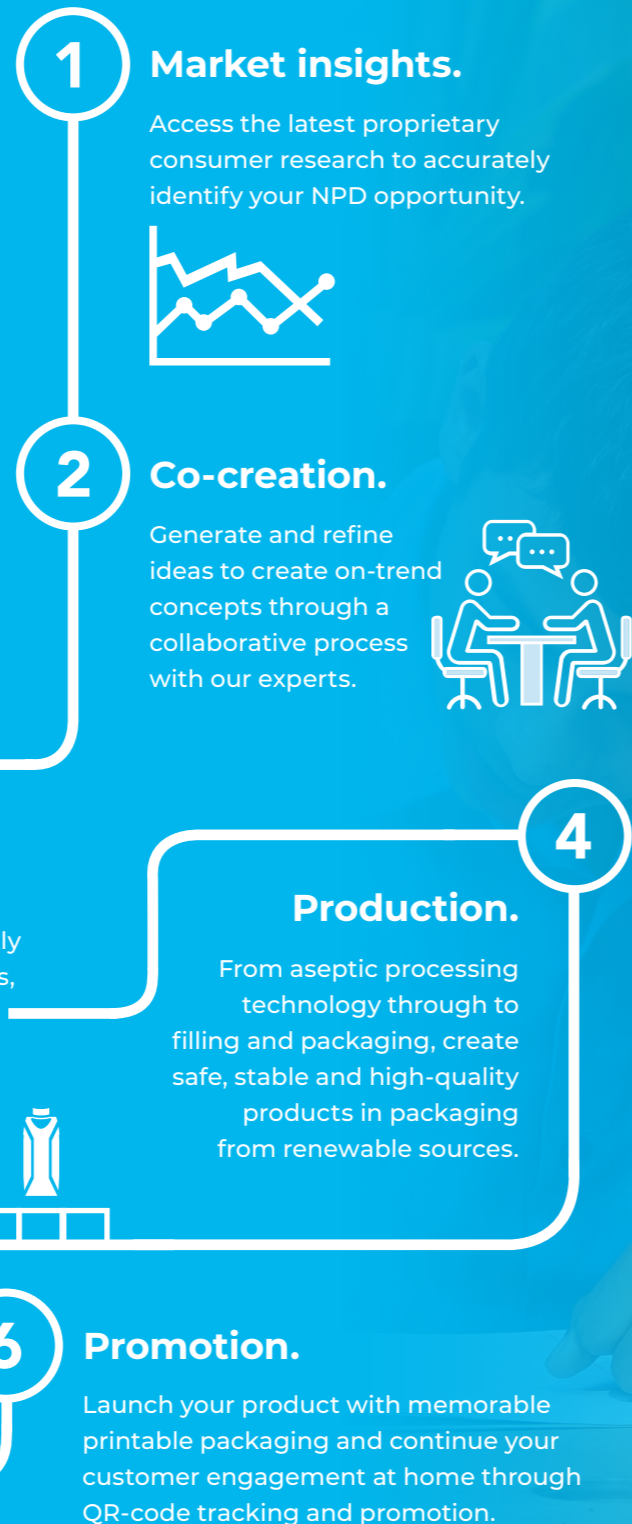 1
Market insights.
Access the latest proprietary
consumer research to accurately
identify your NPD opportunity.
2
Co-creation.
Generate and refine
ideas to create on-trend
concepts through a
collaborative process
with our experts.
4
Production.
From aseptic processing
technology through to
filling and packaging, create
safe, stable and high-quality
products in packaging
from renewable sources.
6
Promotion.
Launch your product with memorable
printable packaging and continue your
customer engagement at home through
QR-code tracking and promotion.